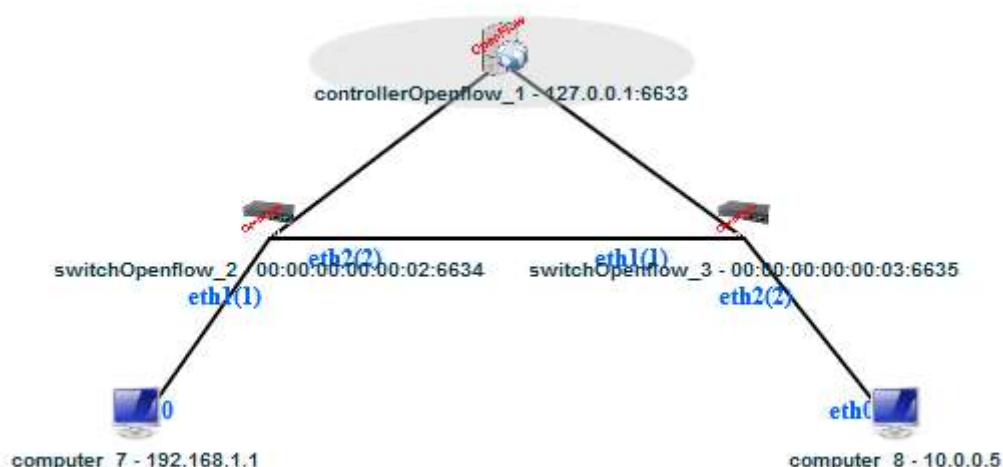 OpenFlow
controllerOpenflow_1 - 127.0.0.1:6633
eth2(2)
eth1(1)
switchOpenflow_2 - 00:00:00:00:00:02:6634
switchOpenflow_3 - 00:00:00:00:00:03:6635
eth1(1)
eth2(2)
0
eth0
computer_7 - 192.168.1.1
computer_8 - 10.0.0.5